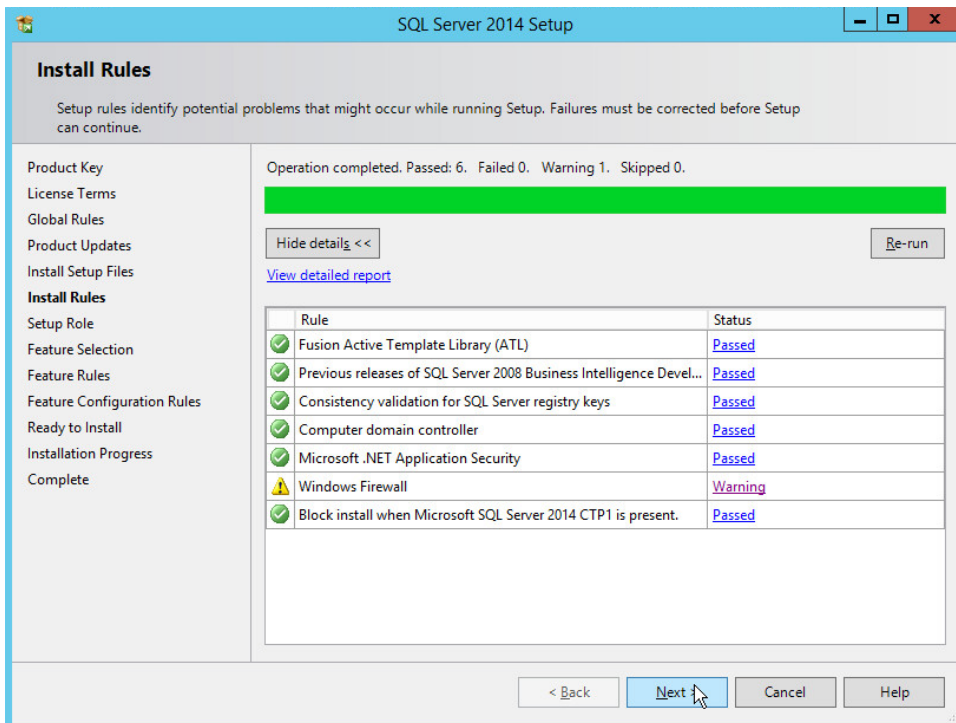 SQL Server 2014 Setup
Install Rules
Setup rules identify potential problems that might occur while running Setup. Failures must be corrected before Setup
can continue.
Product Key
License Terms
Global Rules
Product Updates
Install Setup Files
Install Rules
Setup Role
Feature Selection
Feature Rules
Feature Configuration Rules
Ready to Install
Installation Progress
Complete
Operation completed. Passed: 6. Failed 0. Warning 1. Skipped 0.
Hide details <<
Re-run
View detailed report
Rule Status
Fusion Active Template Library (ATL) Passed
Previous releases of SQL Server 2008 Business Intelligence Devel... Passed
Consistency validation for SQL Server registry keys Passed
Computer domain controller Passed
Microsoft .NET Application Security Passed
Windows Firewall Warning
Block install when Microsoft SQL Server 2014 CTP1 is present. Passed
< Back Next > Cancel Help